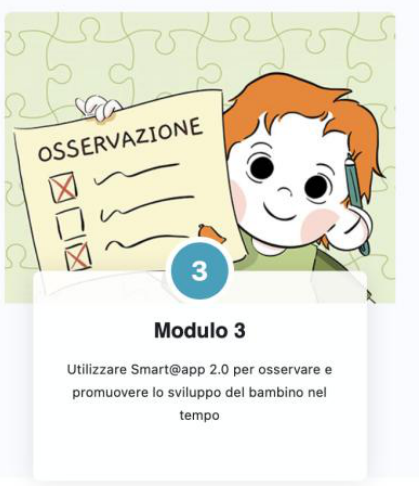 OSSERVAZIONE
3
Modulo 3
Utilizzare Smart@app 2.0 per osservare e
promuovere lo sviluppo del bambino nel
tempo